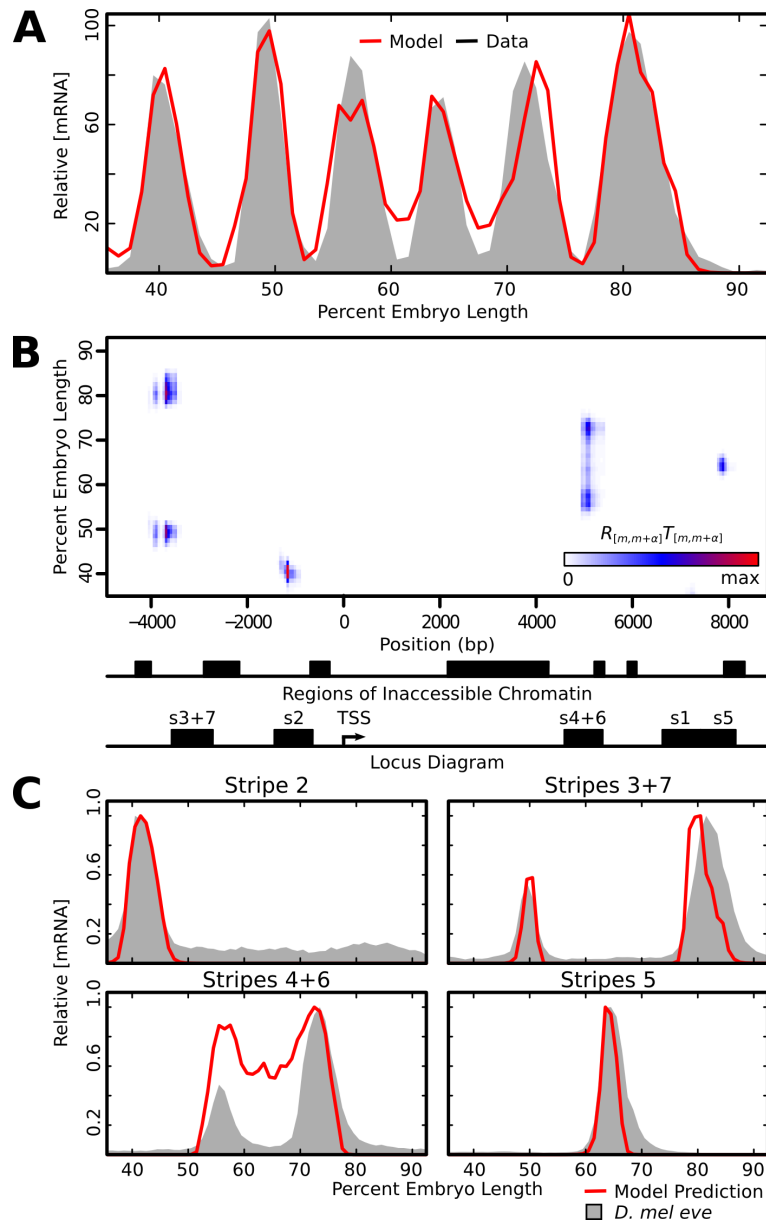 A
Model Data
Relative [mRNA]
100
60
20
40 50 60 70 80 90
Percent Embryo Length
B
Percent Embryo Length
90
80
70
60
50
40
R[m,m+α]T[m,m+α]
0 max
−4000 −2000 0 2000 4000 6000 8000
Position (bp)
Regions of Inaccessible Chromatin
s3+7 s2 TSS s4+6 s1 s5
Locus Diagram
C
Stripe 2 Stripes 3+7
1.0
0.6
0.2
Stripes 4+6 Stripes 5
Relative [mRNA]
1.0
0.6
0.2
40 50 60 70 80 90 40 50 60 70 80 90
Percent Embryo Length
Model Prediction
D. mel eve